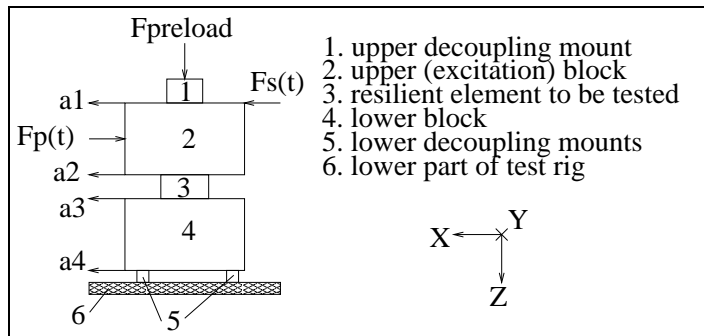 Fpreload
1. upper decoupling mount
2. upper (excitation) block
3. resilient element to be tested
4. lower block
5. lower decoupling mounts
6. lower part of test rig
1
Fs(t)
a1
Fp(t)
2
a2
3
a3
4
a4
6
5
X
Y
Z